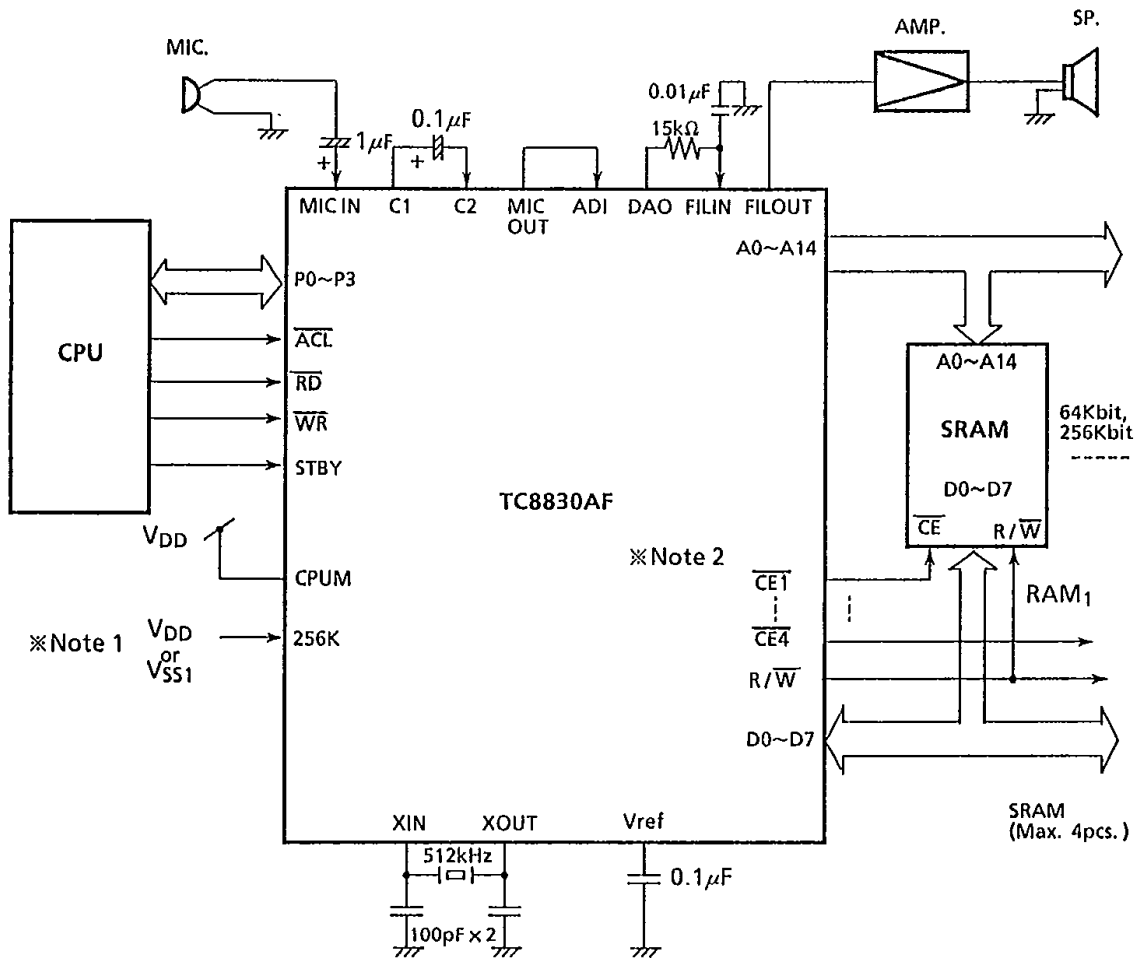 MIC.
AMP.
SP.
0.01μF
0.1μF
15kΩ
1μF
+
+
MIC IN
C1
C2
MIC
OUT
ADI
DAO
FILIN
FILOUT
CPU
P0~P3
ACL
RD
WR
STBY
VDD
CPUM
※Note 1
VDD
or
VSS1
256K
TC8830AF
※Note 2
A0~A14
CE1
CE4
R/W
D0~D7
A0~A14
SRAM
D0~D7
CE
R/W
64Kbit,
256Kbit
RAM1
SRAM
(Max. 4pcs.)
XIN
XOUT
Vref
512kHz
0.1μF
100pF x 2